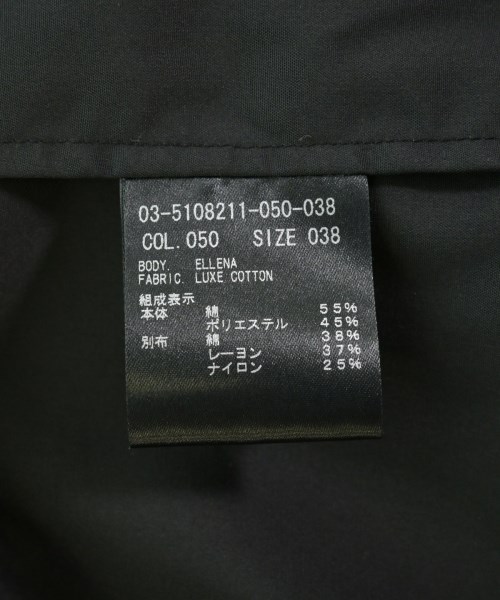 03-5108211-050-038
COL.050 SIZE 038
BODY. ELLENA
FABRIC. LUXE COTTON
組成表示
本体 綿 55%
ポリエステル 45%
別布 綿 38%
レーヨン 37%
ナイロン 25%